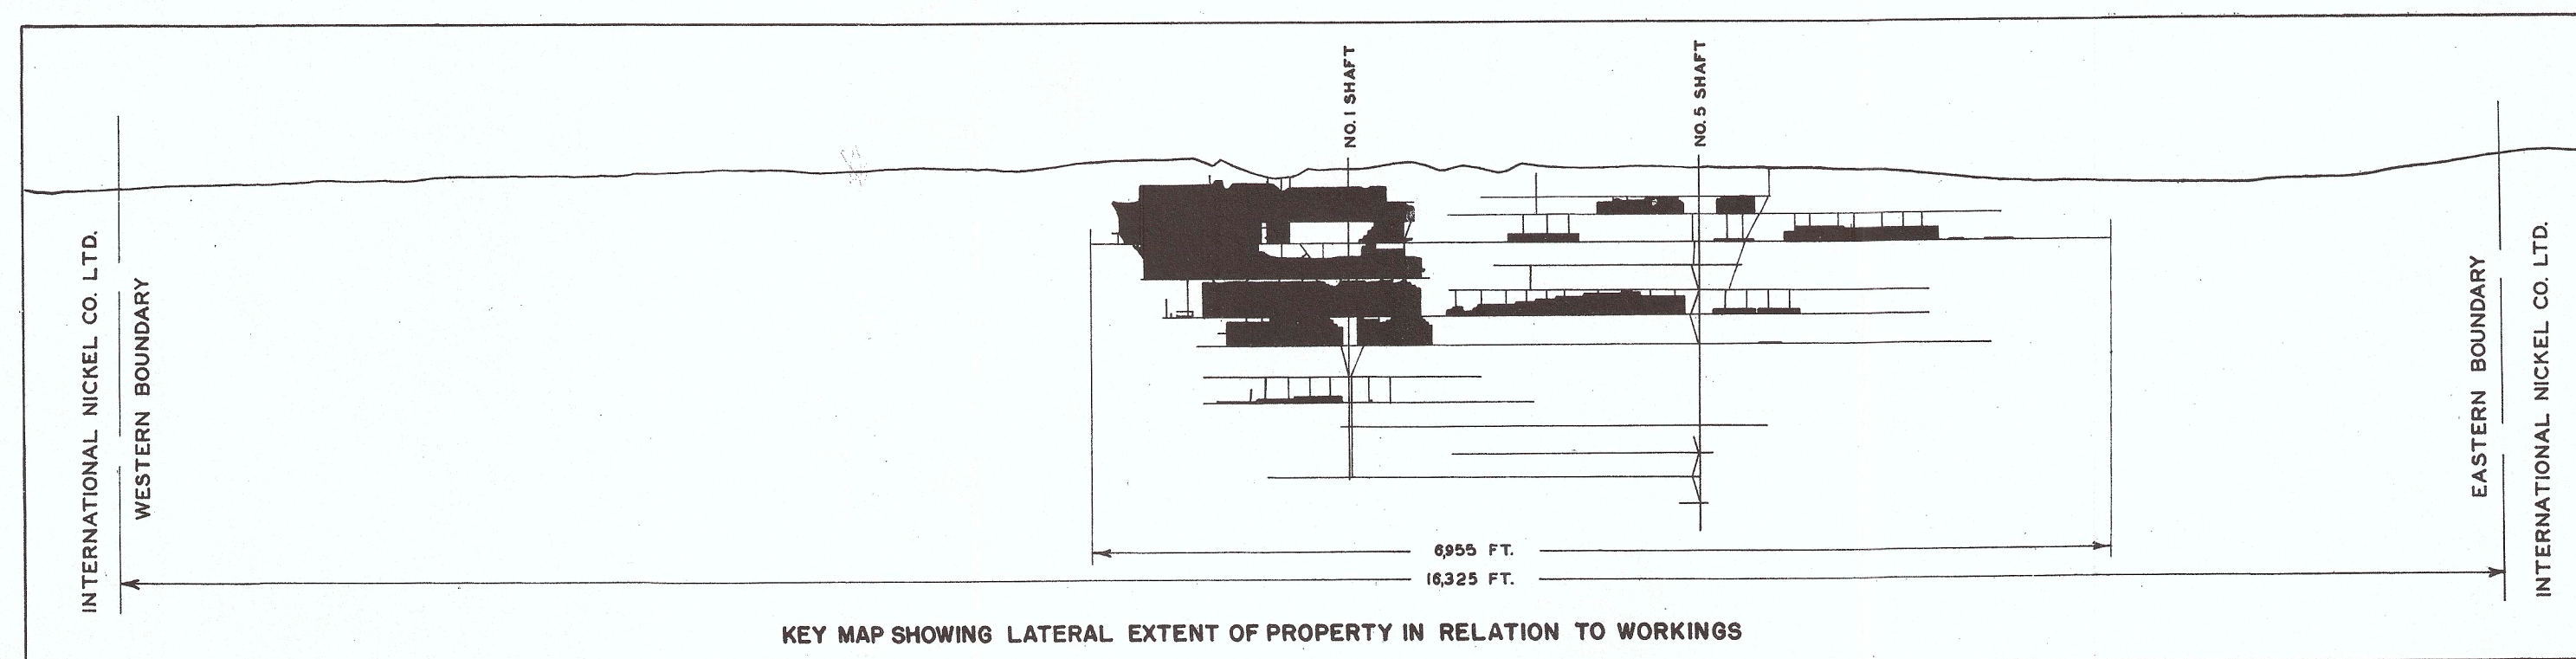 NO. 1 SHAFT
NO. 5 SHAFT
INTERNATIONAL NICKEL CO. LTD.
WESTERN BOUNDARY
EASTERN BOUNDARY
INTERNATIONAL NICKEL CO. LTD.
6,955 FT.
16,325 FT.
KEY MAP SHOWING LATERAL EXTENT OF PROPERTY IN RELATION TO WORKINGS